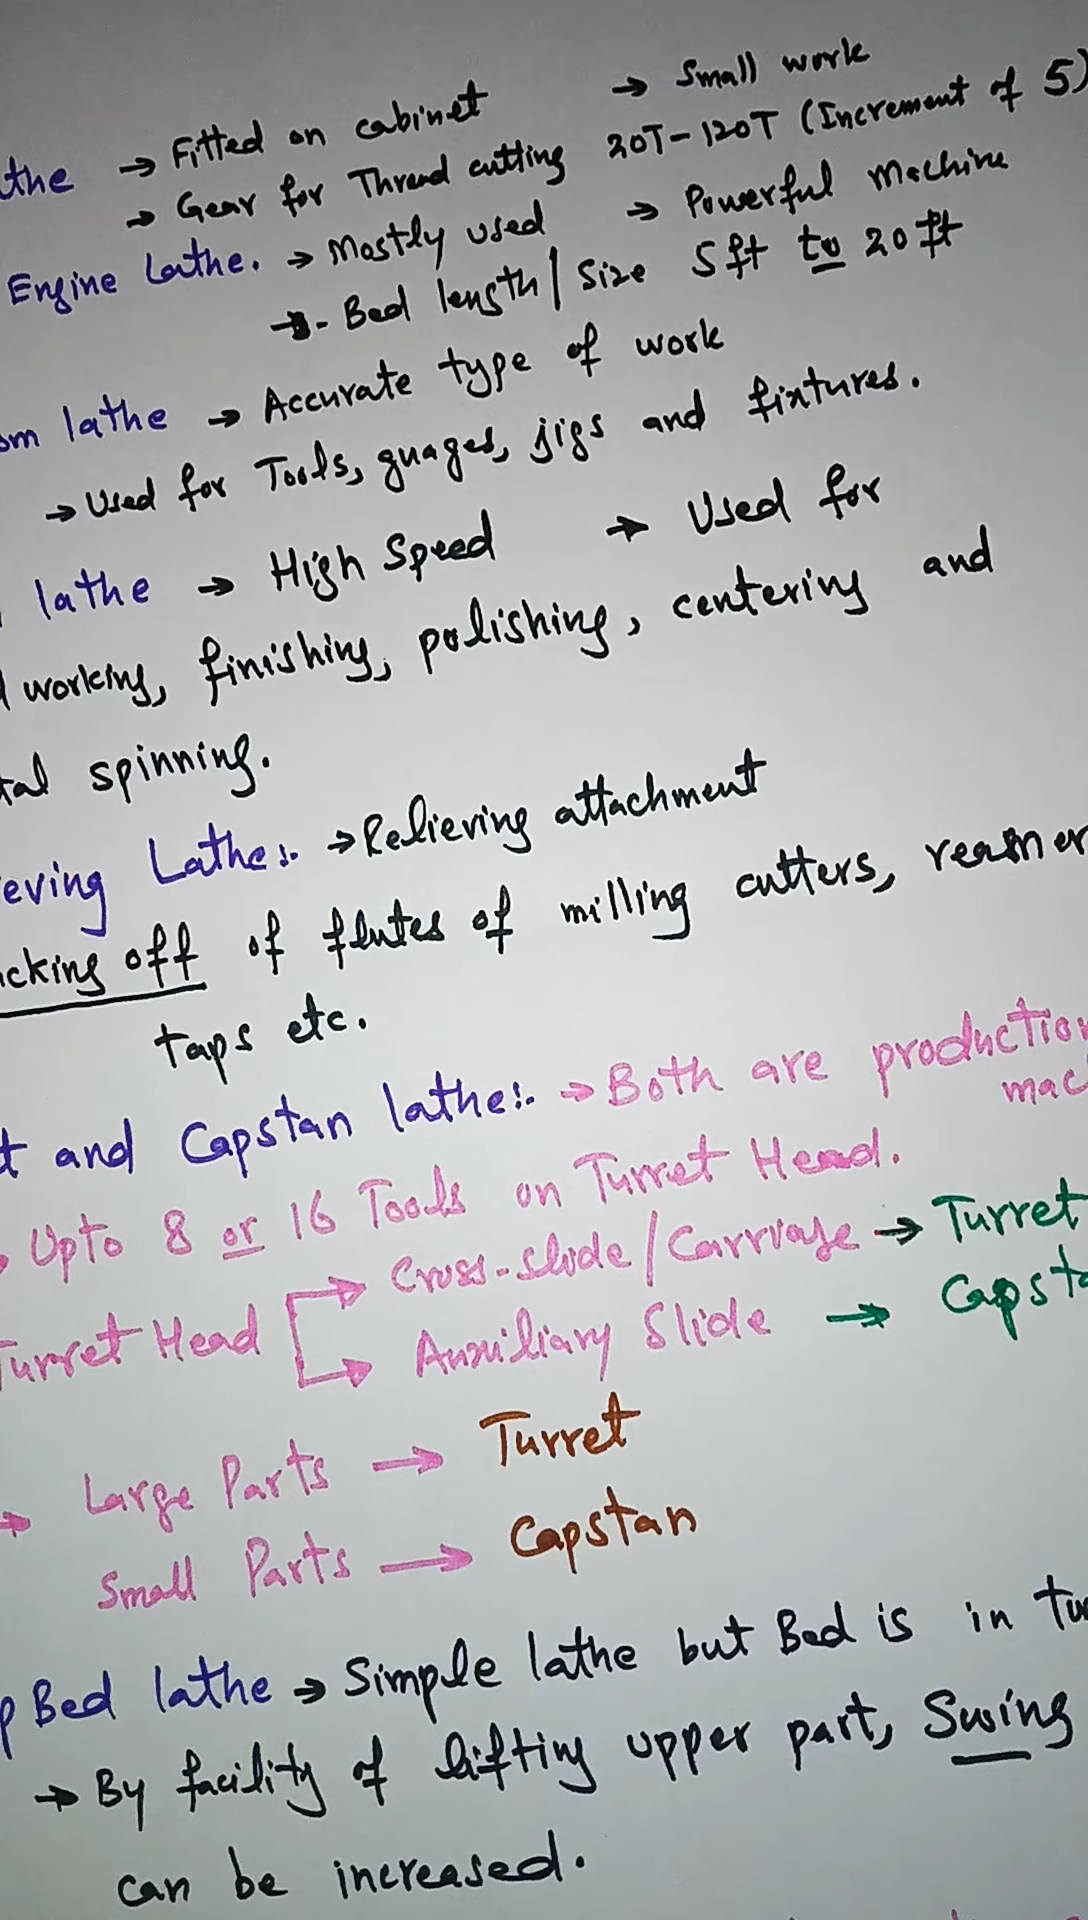 the → Fitted on cabinet → Small work
→ Gear for Thread cutting 20T-120T (Increment of 5)
Engine Lathe. → Mostly used → Powerful Machine
→ - Bed length / Size 5ft to 20ft
om lathe → Accurate type of work
→ Used for Tools, guages, jigs and fixtures.
lathe → High Speed → Used for
working, finishing, polishing, centering and
tal spinning.
eving Lathe:- → Relieving attachment
cking off of flutes of milling cutters, reamer
taps etc.
t and Capstan lathe:- → Both are production
mac
Upto 8 or 16 Tools on Turret Head.
Turret Head → Cross-slide / Carriage → Turret
→ Auxiliary Slide → Capsta
→ Large Parts → Turret
Small Parts → Capstan
p Bed lathe → Simple lathe but Bed is in tw
→ By facility of lifting upper part, Swing
can be increased.